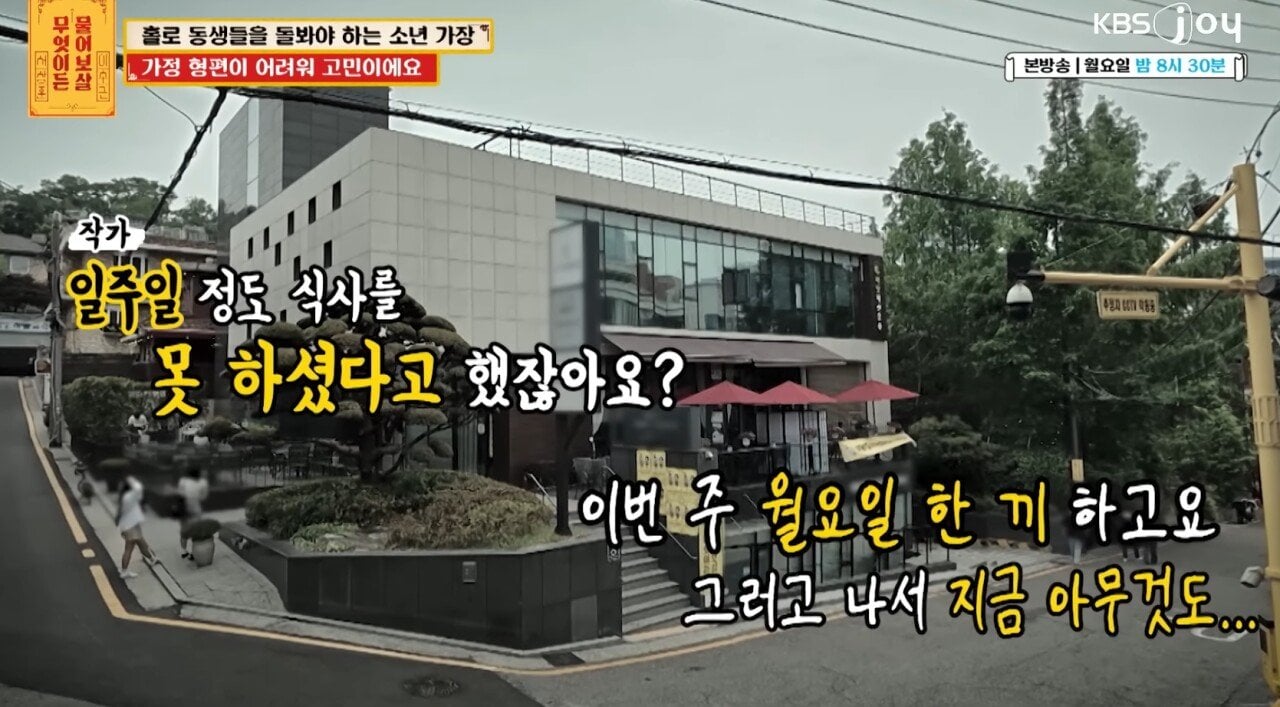 무엇이든
물어보살
서장훈
이수근
홀로 동생들을 돌봐야 하는 소년 가장
가정 형편이 어려워 고민이에요
KBS joy
본방송 | 월요일 밤 8시 30분
작가
일주일 정도 식사를
못 하셨다고 했잖아요?
이번 주 월요일 한 끼 하고요
그러고 나서 지금 아무것도...